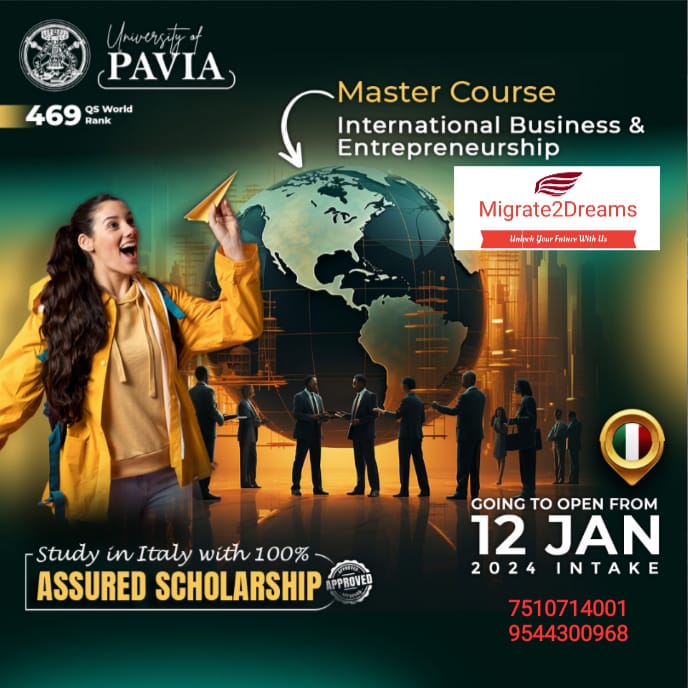 University of
PAVIA
469 QS World
Rank
Master Course
International Business &
Entrepreneurship
Migrate2Dreams
Unlock Your Future With Us
GOING TO OPEN FROM
12 JAN
2024 INTAKE
Study in Italy with 100%
ASSURED SCHOLARSHIP
APPROVED
7510714001
9544300968